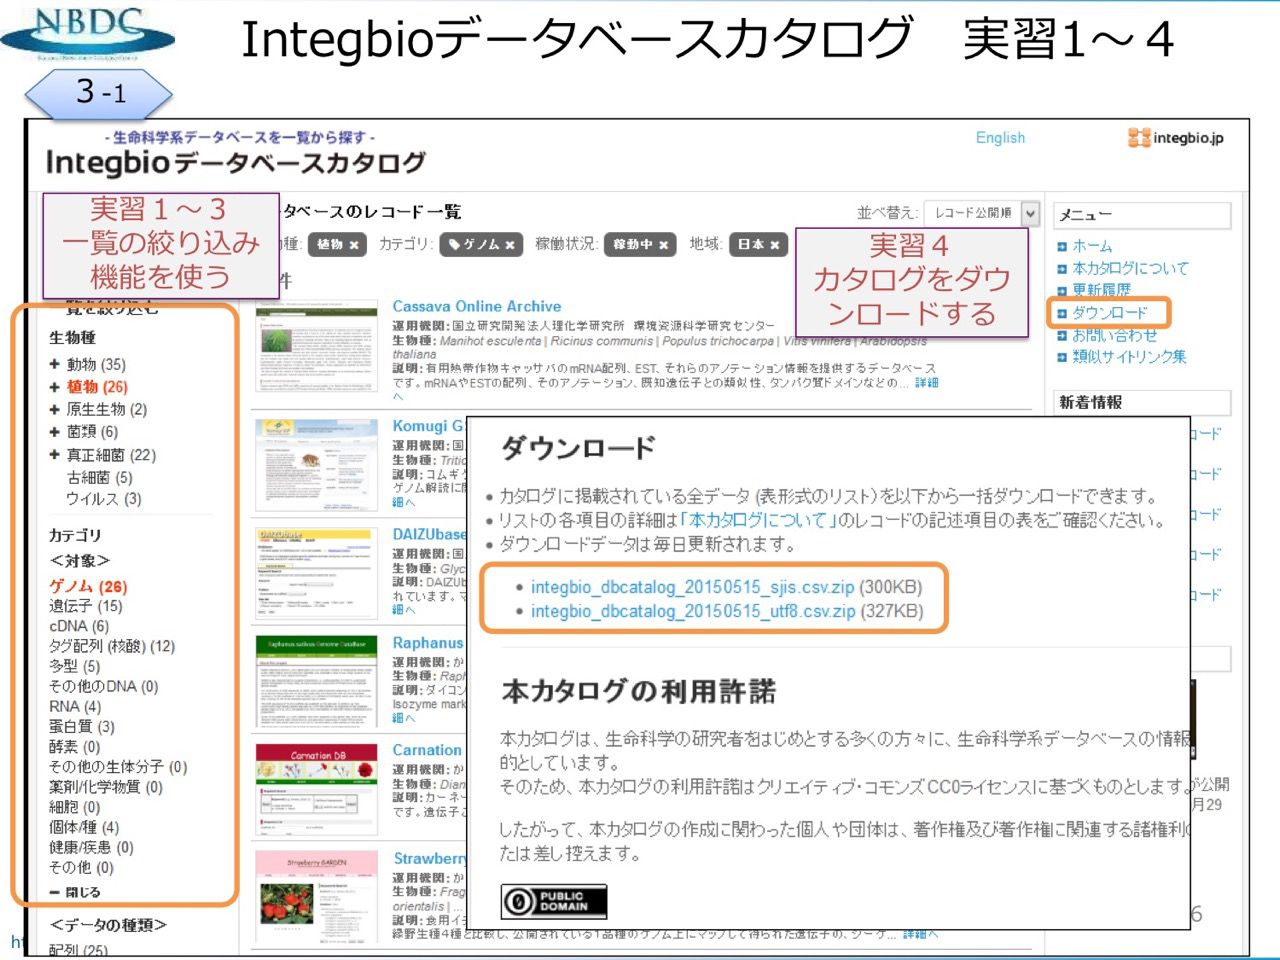 NBDC
Integbioデータベースカタログ　実習1～４
３-1
- 生命科学系データベースを一覧から探す -
Integbioデータベースカタログ
English
integbio.jp
実習１～３
一覧の絞り込み
機能を使う
タベースのレコード一覧
並べ替え: レコード公開順
種: 植物 × カテゴリ: ゲノム × 稼働状況: 稼動中 × 地域: 日本 ×
件
実習４
カタログをダウ
ンロードする
メニュー
ホーム
本カタログについて
更新履歴
ダウンロード
お問い合わせ
類似サイトリンク集
新着情報
一覧を絞り込む
生物種
+ 動物 (35)
+ 植物 (26)
+ 原生生物 (2)
+ 菌類 (6)
+ 真正細菌 (22)
古細菌 (5)
ウイルス (3)
カテゴリ
＜対象＞
ゲノム (26)
遺伝子 (15)
cDNA (6)
タグ配列 (核酸) (12)
多型 (5)
その他のDNA (0)
RNA (4)
蛋白質 (3)
酵素 (0)
その他の生体分子 (0)
薬剤/化学物質 (0)
細胞 (0)
個体/種 (4)
健康/疾患 (0)
その他 (0)
− 閉じる
＜データの種類＞
配列 (25)
Cassava Online Archive
運用機関: 国立研究開発法人理化学研究所 環境資源科学研究センター
生物種: Manihot esculenta | Ricinus communis | Populus trichocarpa | Vitis vinifera | Arabidopsis
thaliana
説明: 有用熱帯作物キャッサバのmRNA配列、EST、それらのアノテーション情報を提供するデータベース
です。mRNAやESTの配列、そのアノテーション、既知遺伝子との類似性、タンパク質ドメインなどの... 詳細
へ
Komugi G
運用機関: 国
生物種: Tritic
説明: コムギ
ゲノム解読に
細へ
DAIZUbase
運用機関: 国
生物種: Glyc
説明: DAIZU
れています。マ
細へ
Raphanus sativus Genome DataBase
Raphanus
運用機関: か
生物種: Raph
説明: ダイコン
Isozyme mark
細へ
Carnation DB
Carnation
運用機関: か
生物種: Dian
説明: カーネー
です。遺伝子と
Strawberry GARDEN
Strawberry
運用機関: か
生物種: Frag
orientalis | ...
説明: 食用イチ
緑野生種4種と比較し、公開されている1品種のゲノム上にマップして得られた遺伝子の、シーケ... 詳細へ
ダウンロード
• カタログに掲載されている全データ (表形式のリスト) を以下から一括ダウンロードできます。
• リストの各項目の詳細は「本カタログについて」のレコードの記述項目の表をご確認ください。
• ダウンロードデータは毎日更新されます。
• integbio_dbcatalog_20150515_sjis.csv.zip (300KB)
• integbio_dbcatalog_20150515_utf8.csv.zip (327KB)
本カタログの利用許諾
本カタログは、生命科学の研究者をはじめとする多くの方々に、生命科学系データベースの情報
的としています。
そのため、本カタログの利用許諾はクリエイティブ・コモンズCC0ライセンスに基づくものとします。
したがって、本カタログの作成に関わった個人や団体は、著作権及び著作権に関連する諸権利
たは差し控えます。
PUBLIC
DOMAIN
コード
コード
コード
コード
コード
が公開
月29
6